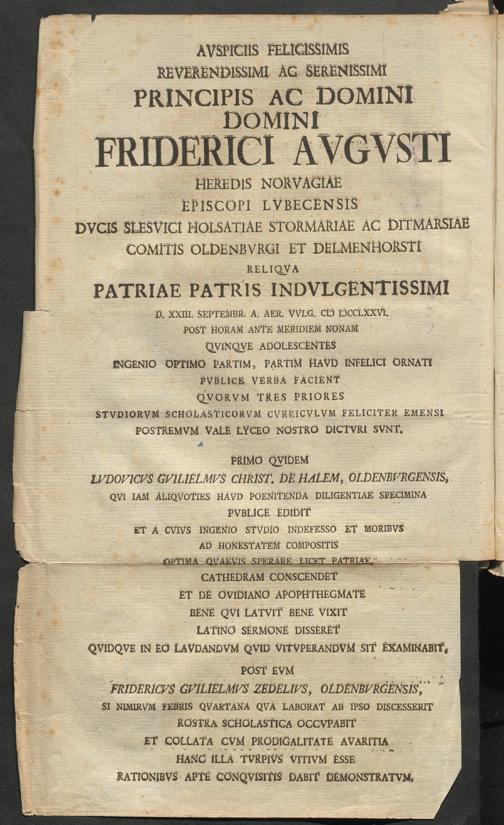 AVSPICIIS FELICISSIMIS
REVERENDISSIMI AC SERENISSIMI
PRINCIPIS AC DOMINI
DOMINI
FRIDERICI AVGVSTI
HEREDIS NORVAGIAE
EPISCOPI LVBECENSIS
DVCIS SLESVICI HOLSATIAE STORMARIAE AC DITMARSIAE
COMITIS OLDENBVRGI ET DELMENHORSTI
RELIQVA
PATRIAE PATRIS INDVLGENTISSIMI
D. XXIII. SEPTEMBR. A. AER. VVLG. CIƆ IƆCCLXXVI.
POST HORAM ANTE MERIDIEM NONAM
QVINQVE ADOLESCENTES
INGENIO OPTIMO PARTIM, PARTIM HAVD INFELICI ORNATI
PVBLICE VERBA FACIENT
QVORVM TRES PRIORES
STVDIORVM SCHOLASTICORVM CVRRICVLVM FELICITER EMENSI
POSTREMVM VALE LYCEO NOSTRO DICTVRI SVNT.
PRIMO QVIDEM
LVDOVICVS GVILIELMVS CHRIST. DE HALEM, OLDENBVRGENSIS,
QVI IAM ALIQVOTIES HAVD POENITENDA DILIGENTIAE SPECIMINA
PVBLICE EDIDIT
ET A CVIVS INGENIO STVDIO INDEFESSO ET MORIBVS
AD HONESTATEM COMPOSITIS
OPTIMA QVAEVIS SPERARE LICET PATRIAE,
CATHEDRAM CONSCENDET
ET DE OVIDIANO APOPHTHEGMATE
BENE QVI LATVIT BENE VIXIT
LATINO SERMONE DISSERET
QVIDQVE IN EO LAVDANDVM QVID VITVPERANDVM SIT EXAMINABIT,
POST EVM
FRIDERICVS GVILIELMVS ZEDELIVS, OLDENBVRGENSIS,
SI NIMIRVM FEBRIS QVARTANA QVA LABORAT AB IPSO DISCESSERIT
ROSTRA SCHOLASTICA OCCVPABIT
ET COLLATA CVM PRODIGALITATE AVARITIA
HANC ILLA TVRPIVS VITIVM ESSE
RATIONIBVS APTE CONQVISITIS DABIT DEMONSTRATVM.